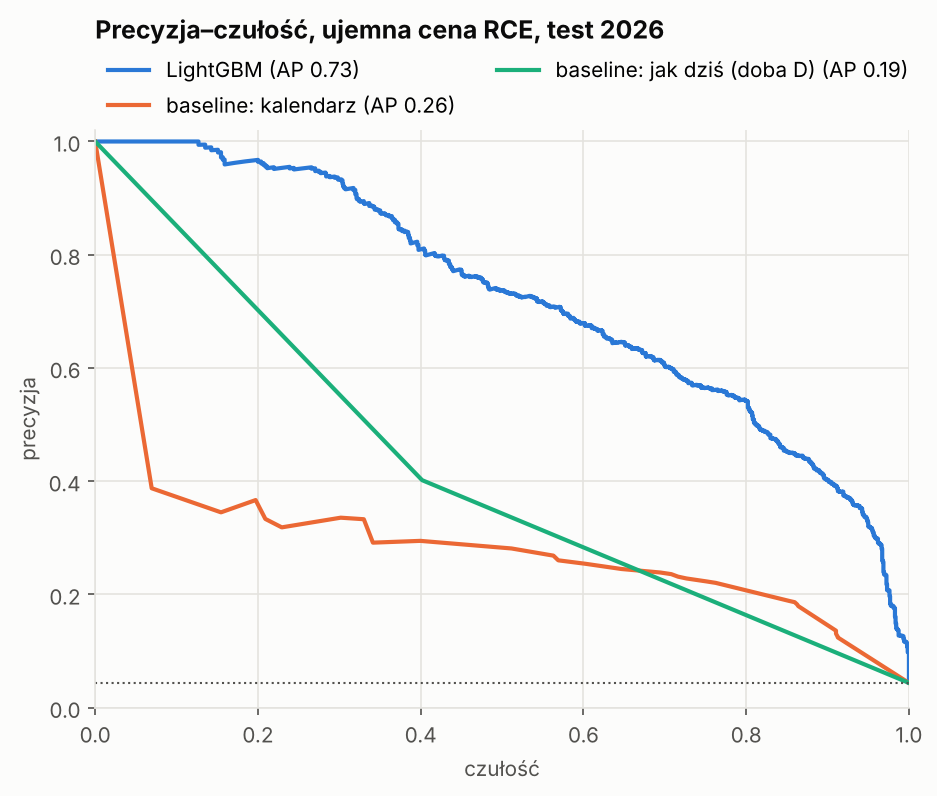 Precyzja–czułość, ujemna cena RCE, test 2026
LightGBM (AP 0.73)
baseline: jak dziś (doba D) (AP 0.19)
baseline: kalendarz (AP 0.26)
1.0
0.8
0.6
0.4
0.2
0.0
precyzja
0.0 0.2 0.4 0.6 0.8 1.0
czułość